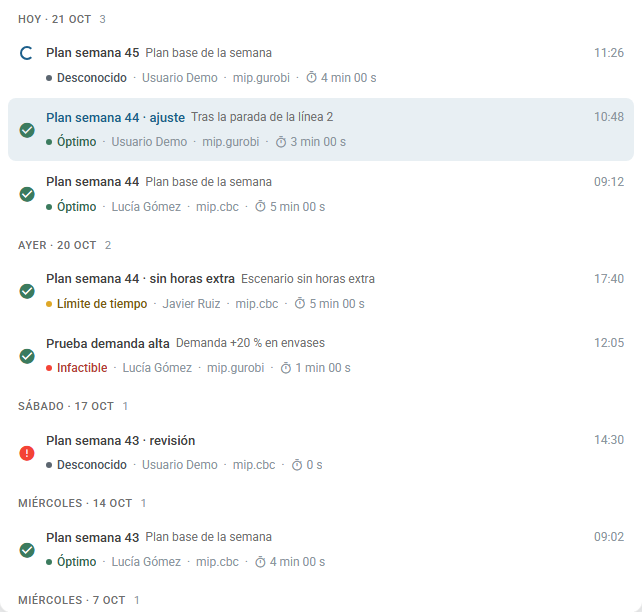 HOY · 21 OCT 3
Plan semana 45 Plan base de la semana 11:26
Desconocido · Usuario Demo · mip.gurobi · 4 min 00 s
Plan semana 44 · ajuste Tras la parada de la línea 2 10:48
Óptimo · Usuario Demo · mip.gurobi · 3 min 00 s
Plan semana 44 Plan base de la semana 09:12
Óptimo · Lucía Gómez · mip.cbc · 5 min 00 s
AYER · 20 OCT 2
Plan semana 44 · sin horas extra Escenario sin horas extra 17:40
Límite de tiempo · Javier Ruiz · mip.cbc · 5 min 00 s
Prueba demanda alta Demanda +20 % en envases 12:05
Infactible · Lucía Gómez · mip.gurobi · 1 min 00 s
SÁBADO · 17 OCT 1
Plan semana 43 · revisión 14:30
Desconocido · Usuario Demo · mip.cbc · 0 s
MIÉRCOLES · 14 OCT 1
Plan semana 43 Plan base de la semana 09:02
Óptimo · Lucía Gómez · mip.cbc · 4 min 00 s
MIÉRCOLES · 7 OCT 1